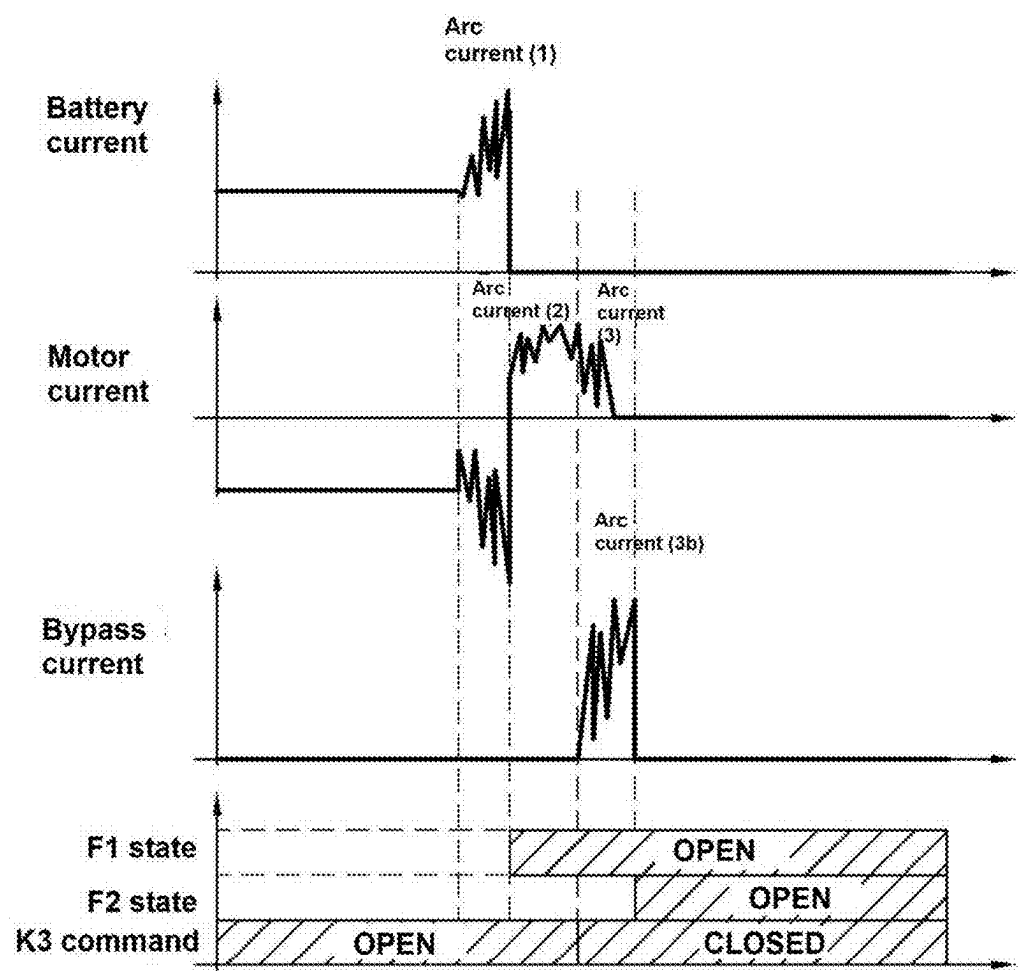 Arc
current (1)
Battery
current
Arc
current (2)
Arc
current
(3)
Motor
current
Arc
current (3b)
Bypass
current
F1 state
OPEN
F2 state
OPEN
K3 command
OPEN
CLOSED